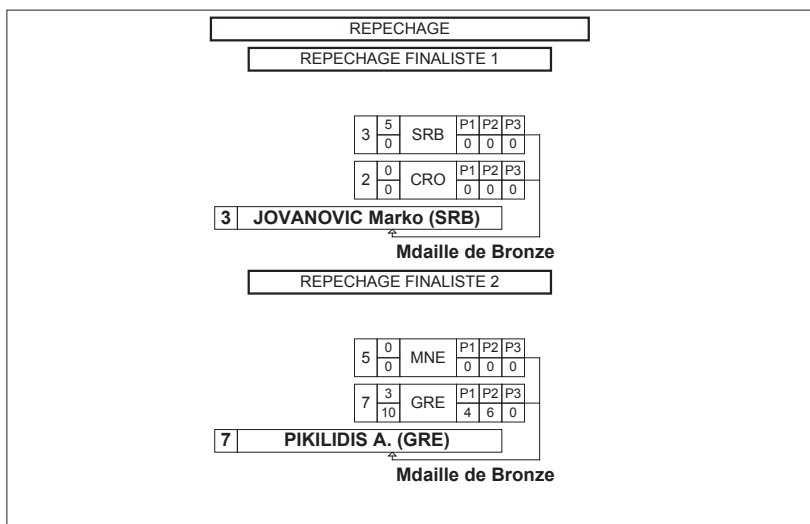 REPECHAGE
REPECHAGE FINALISTE 1
3 5 SRB P1 P2 P3
0 0 0 0
2 0 CRO P1 P2 P3
0 0 0 0
3 JOVANOVIC Marko (SRB)
Mdaille de Bronze
REPECHAGE FINALISTE 2
5 0 MNE P1 P2 P3
0 0 0 0
7 3 GRE P1 P2 P3
10 4 6 0
7 PIKILIDIS A. (GRE)
Mdaille de Bronze